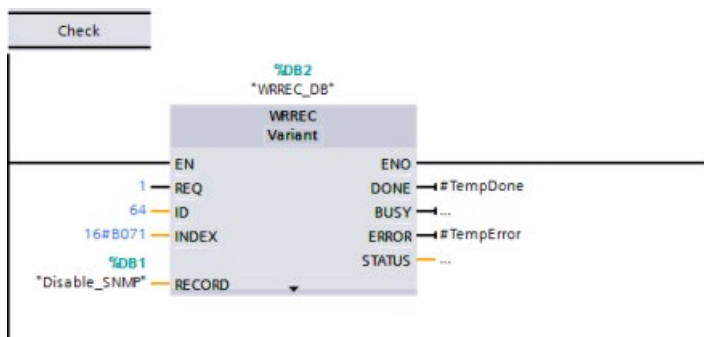 Check
%DB2
"WRREC_DB"
WRREC
Variant
EN ENO
1 REQ DONE #TempDone
64 ID BUSY ...
16#B071 INDEX ERROR #TempError
%DB1 STATUS ...
"Disable_SNMP" RECORD